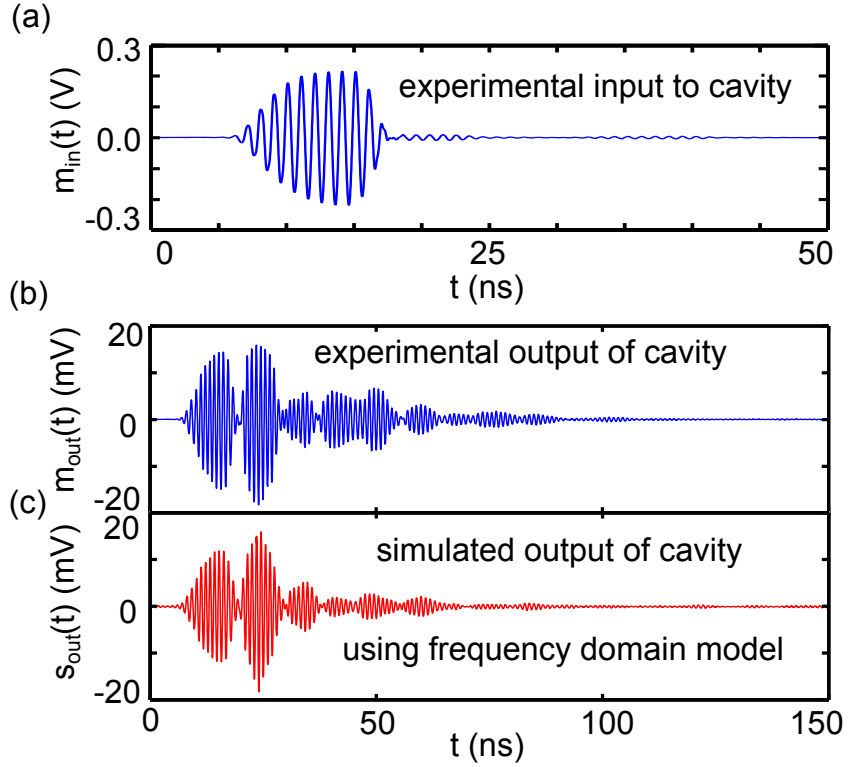 (a)
0.3
experimental input to cavity
m_in(t) (V)
0.0
-0.3
0 25 50
t (ns)
(b)
20
experimental output of cavity
m_out(t) (mV)
0
-20
(c)
20
simulated output of cavity
s_out(t) (mV)
0
using frequency domain model
-20
0 50 100 150
t (ns)